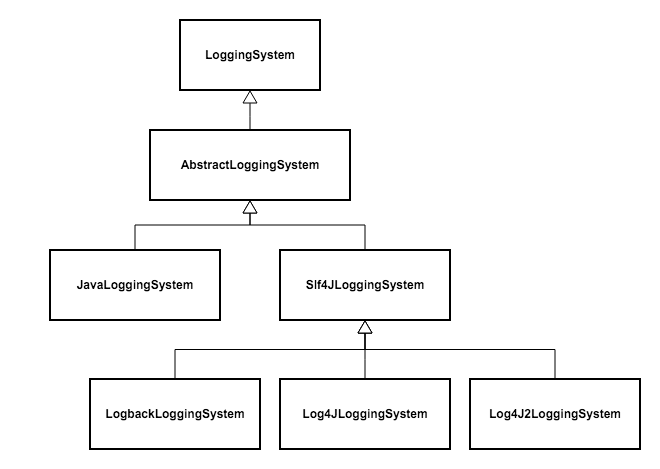 LoggingSystem
AbstractLoggingSystem
JavaLoggingSystem
Slf4JLoggingSystem
LogbackLoggingSystem
Log4JLoggingSystem
Log4J2LoggingSystem